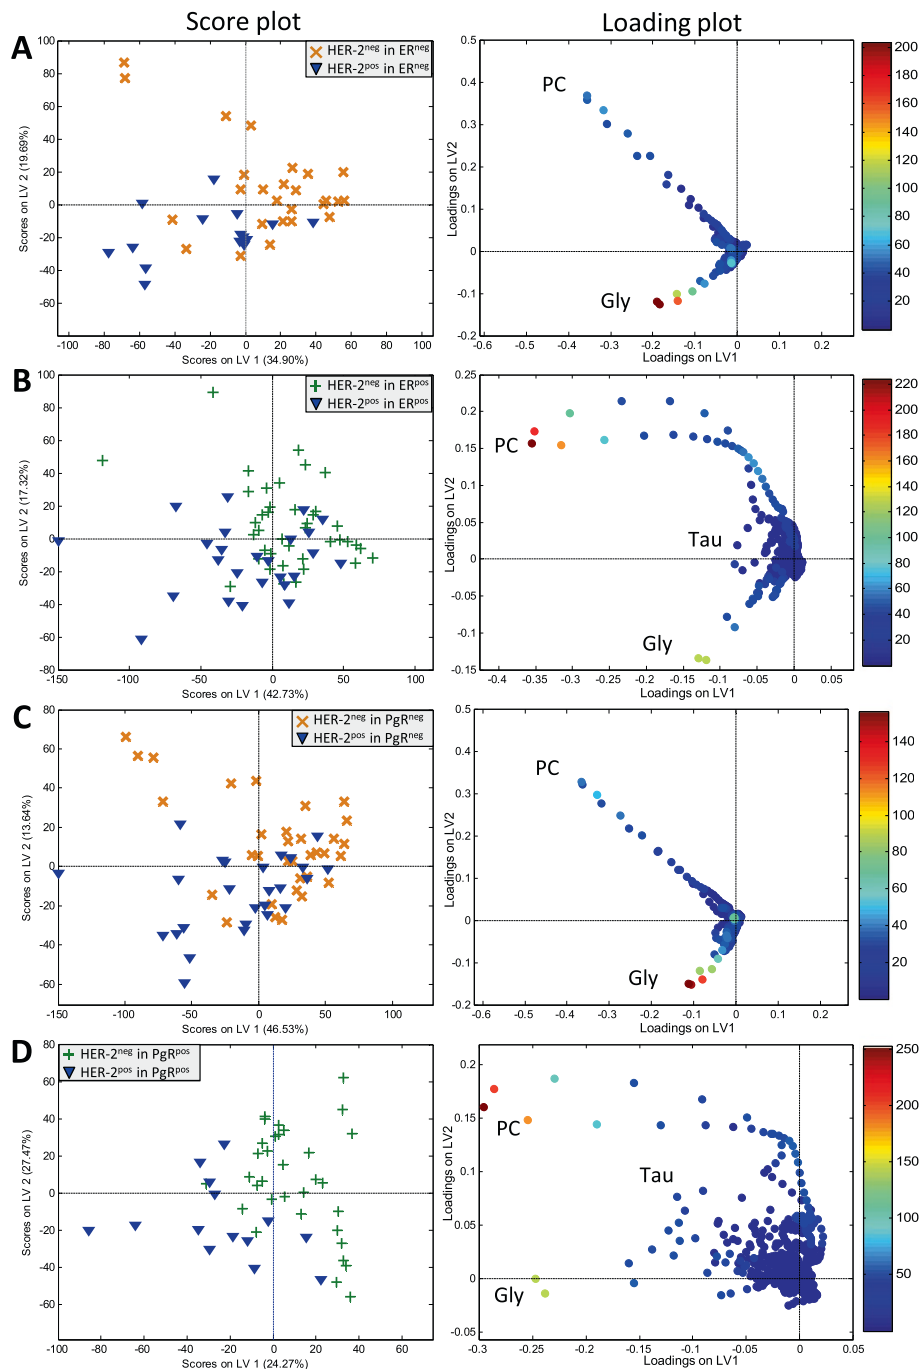 Score plot
Loading plot
A
HER-2neg in ERneg
HER-2pos in ERneg
100
80
60
40
20
0
-20
-40
-60
-100 -80 -60 -40 -20 0 20 40 60 80 100
Scores on LV 1 (34.90%)
Scores on LV 2 (19.69%)
PC
Gly
0.5
0.4
0.3
0.2
0.1
0
-0.1
-0.2
-0.6 -0.5 -0.4 -0.3 -0.2 -0.1 0 0.1 0.2
Loadings on LV1
Loadings on LV2
200
180
160
140
120
100
80
60
40
20
B
HER-2neg in ERpos
HER-2pos in ERpos
100
80
60
40
20
0
-20
-40
-60
-80
-150 -100 -50 0 50 100
Scores on LV 1 (42.73%)
Scores on LV 2 (17.32%)
PC
Tau
Gly
0.25
0.2
0.15
0.1
0.05
0
-0.05
-0.1
-0.15
-0.4 -0.35 -0.3 -0.25 -0.2 -0.15 -0.1 -0.05 0 0.05
Loadings on LV1
Loadings on LV2
220
200
180
160
140
120
100
80
60
40
20
0
C
HER-2neg in PgRneg
HER-2pos in PgRneg
80
60
40
20
0
-20
-40
-60
-150 -100 -50 0 50 100
Scores on LV 1 (46.53%)
Scores on LV 2 (13.64%)
PC
Gly
0.5
0.4
0.3
0.2
0.1
0
-0.1
-0.2
-0.6 -0.5 -0.4 -0.3 -0.2 -0.1 0 0.1 0.2
Loadings on LV1
Loadings on LV2
140
120
100
80
60
40
20
D
HER-2neg in PgRpos
HER-2pos in PgRpos
80
60
40
20
0
-20
-40
-60
-100 -80 -60 -40 -20 0 20 40 60
Scores on LV 1 (24.27%)
Scores on LV 2 (27.47%)
PC
Tau
Gly
0.2
0.15
0.1
0.05
0
-0.05
-0.3 -0.25 -0.2 -0.15 -0.1 -0.05 0 0.05
Loadings on LV1
Loadings on LV2
250
200
150
100
50